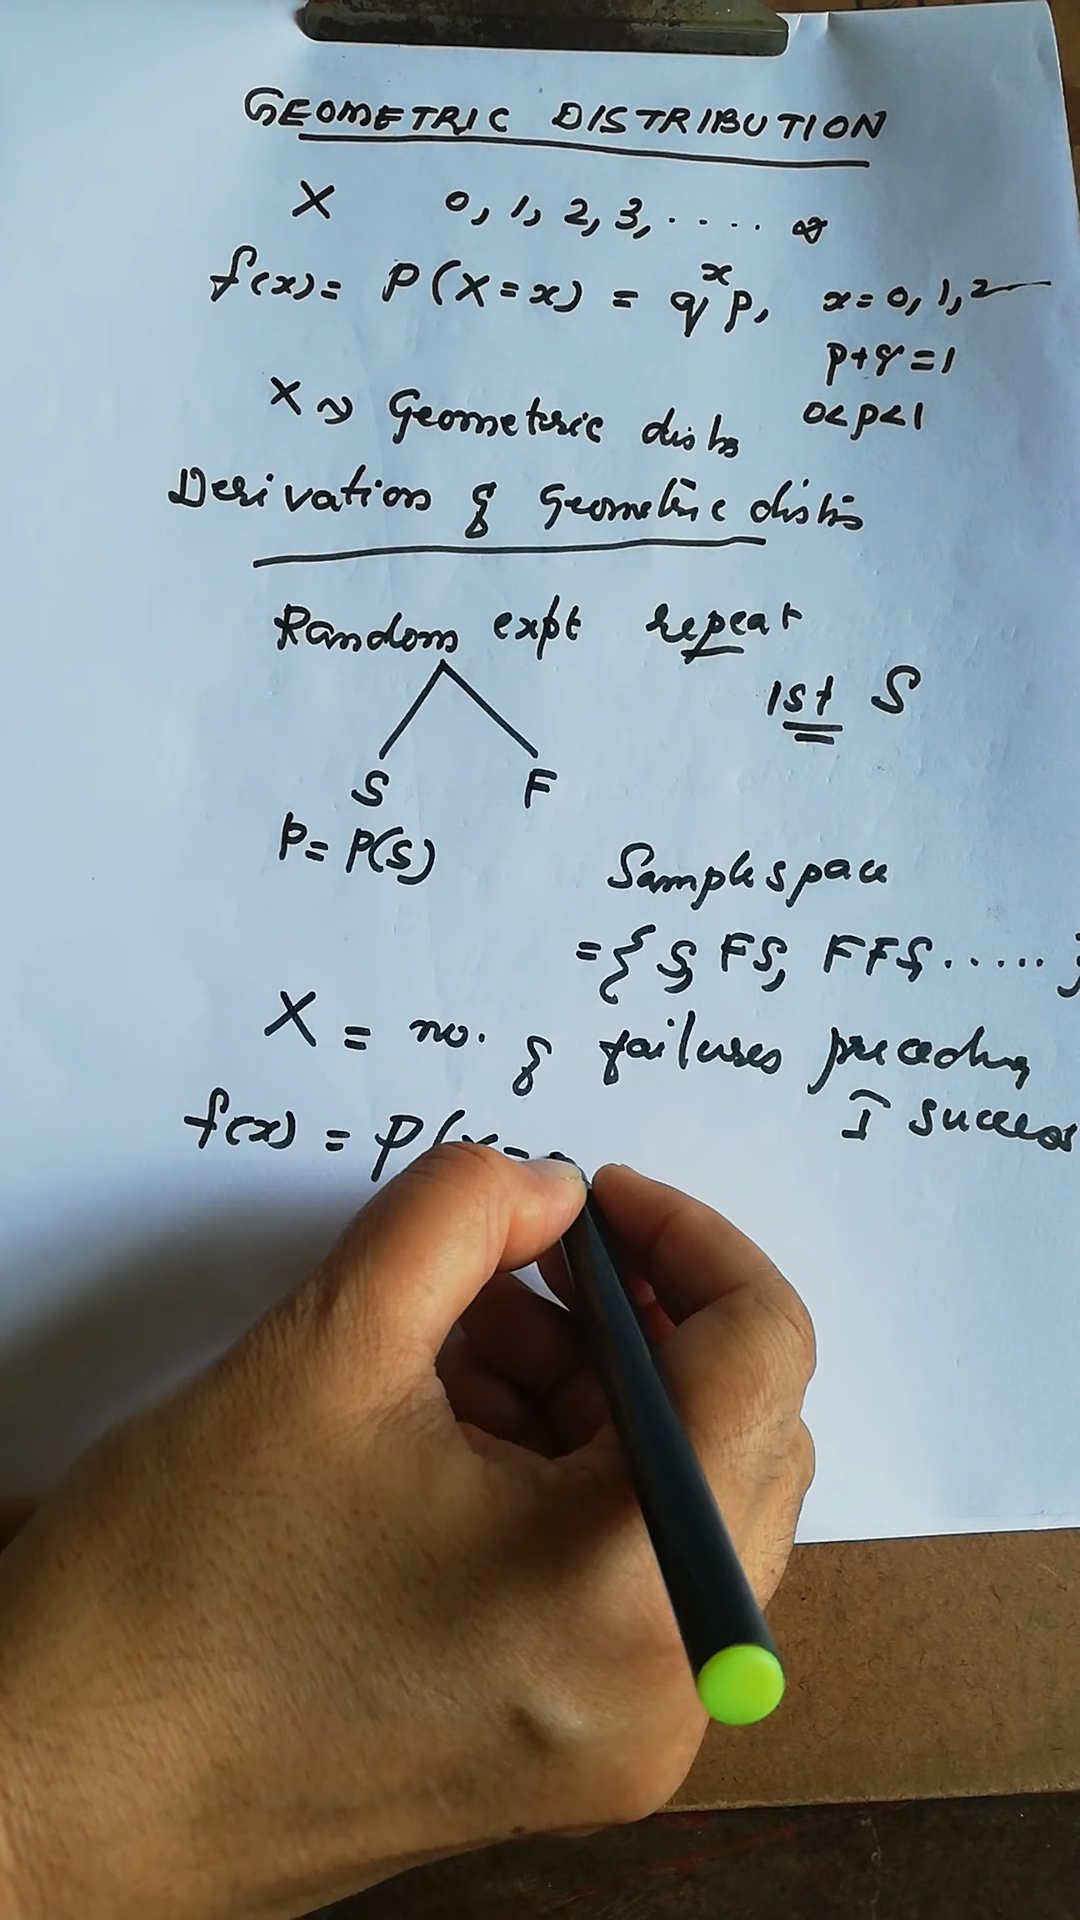 GEOMETRIC DISTRIBUTION
X 0, 1, 2, 3, ..... ∞
f(x) = P(X=x) = qˣp, x = 0, 1, 2
p+q=1
X ~ Geometric distn 0<p<1
Derivation of Geometric distn
Random expt repeat
1st S
S F
p = P(S)
Sample space
= { S, FS, FFS, ..... }
X = no. of failures preceding
I success
f(x) = P(X=